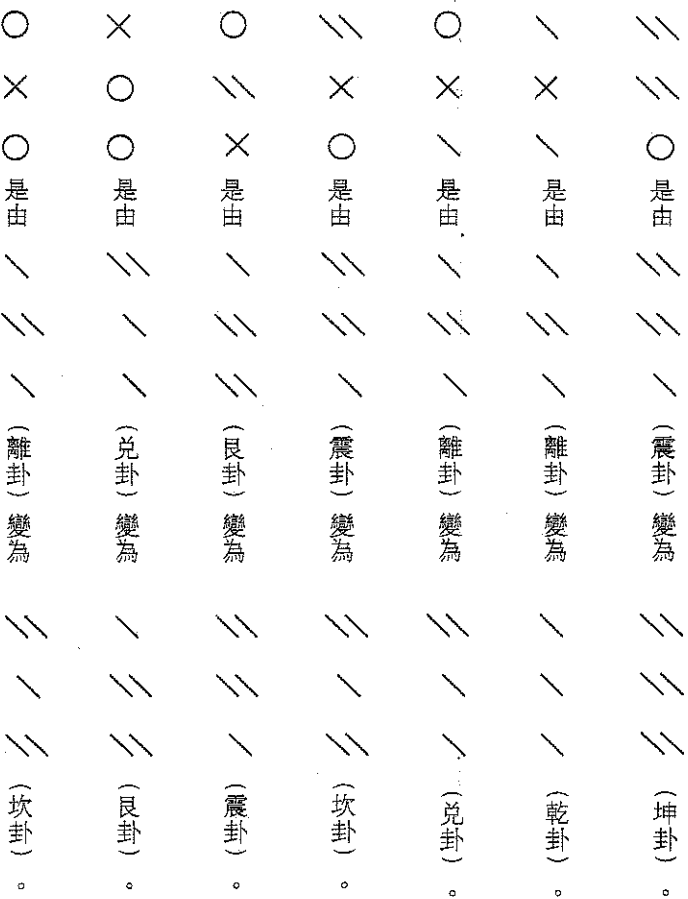 〃〃○是由〃〃、(震卦)變為〃〃〃(坤卦)。
、×、是由、〃、(離卦)變為、、、(乾卦)。
○×、是由、〃、(離卦)變為〃、、(兌卦)。
〃×○是由〃〃、(震卦)變為〃、〃(坎卦)。
○〃×是由、〃〃(艮卦)變為〃〃、(震卦)。
×○○是由〃、、(兌卦)變為、〃〃(艮卦)。
○×○是由、〃、(離卦)變為〃、〃(坎卦)。